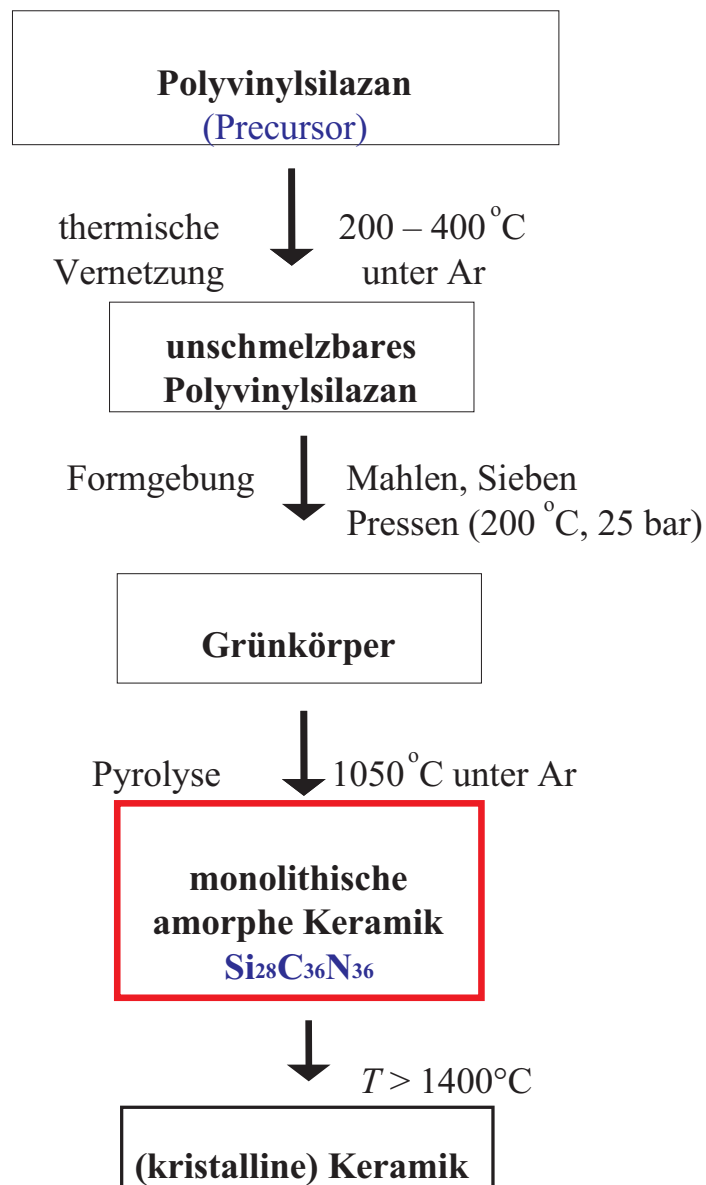 Polyvinylsilazan
(Precursor)
thermische 200 – 400 °C
Vernetzung unter Ar
unschmelzbares
Polyvinylsilazan
Formgebung Mahlen, Sieben
Pressen (200 °C, 25 bar)
Grünkörper
Pyrolyse 1050 °C unter Ar
monolithische
amorphe Keramik
Si28C36N36
T > 1400°C
(kristalline) Keramik